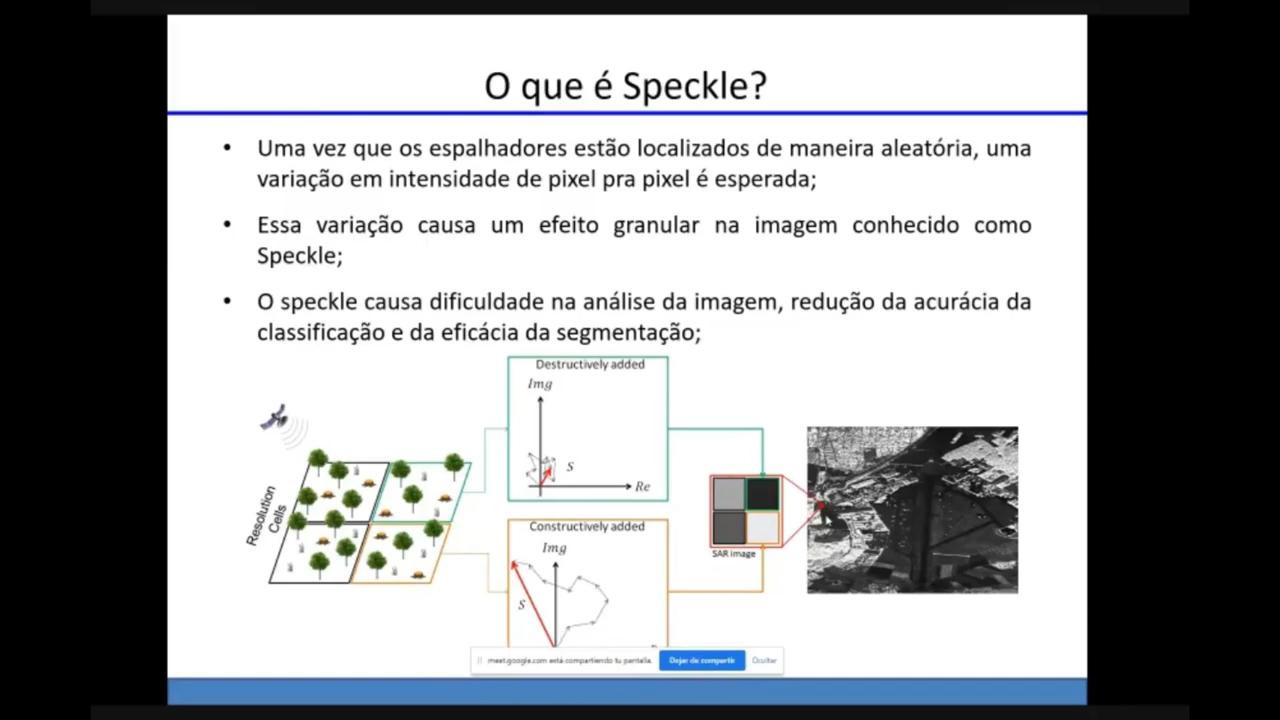 O que é Speckle?
• Uma vez que os espalhadores estão localizados de maneira aleatória, uma
variação em intensidade de pixel pra pixel é esperada;
• Essa variação causa um efeito granular na imagem conhecido como
Speckle;
• O speckle causa dificuldade na análise da imagem, redução da acurácia da
classificação e da eficácia da segmentação;
Destructively added
Img
S
Re
Resolution
Cells
Constructively added
Img
S
SAR image
meet.google.com está compartiendo tu pantalla.
Dejar de compartir
Ocultar